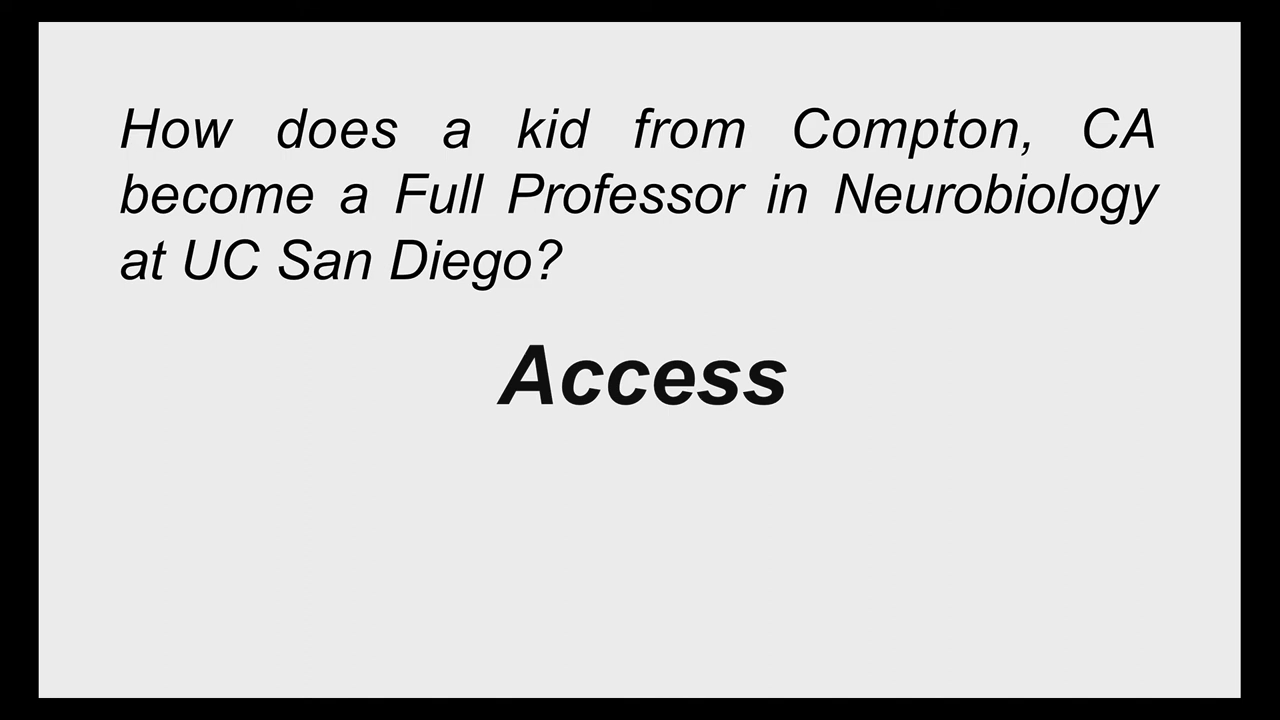 How does a kid from Compton, CA
become a Full Professor in Neurobiology
at UC San Diego?
Access